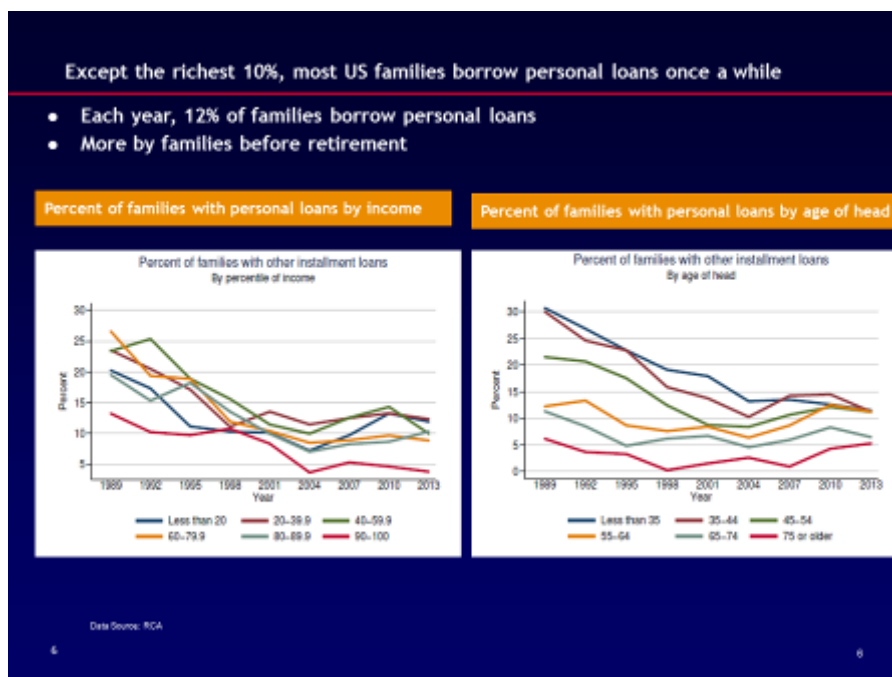 Except the richest 10%, most US families borrow personal loans once a while
● Each year, 12% of families borrow personal loans
● More by families before retirement
Percent of families with personal loans by income
Percent of families with other installment loans
By percentile of income
Percent
30
25
20
15
10
5
1989 1992 1995 1998 2001 2004 2007 2010 2013
Year
Less than 20 20–39.9 40–59.9
60–79.9 80–89.9 90–100
Percent of families with personal loans by age of head
Percent of families with other installment loans
By age of head
Percent
30
25
20
15
10
5
0
1989 1992 1995 1998 2001 2004 2007 2010 2013
Year
Less than 35 35–44 45–54
55–64 65–74 75 or older
Data Source: RCA
6
6